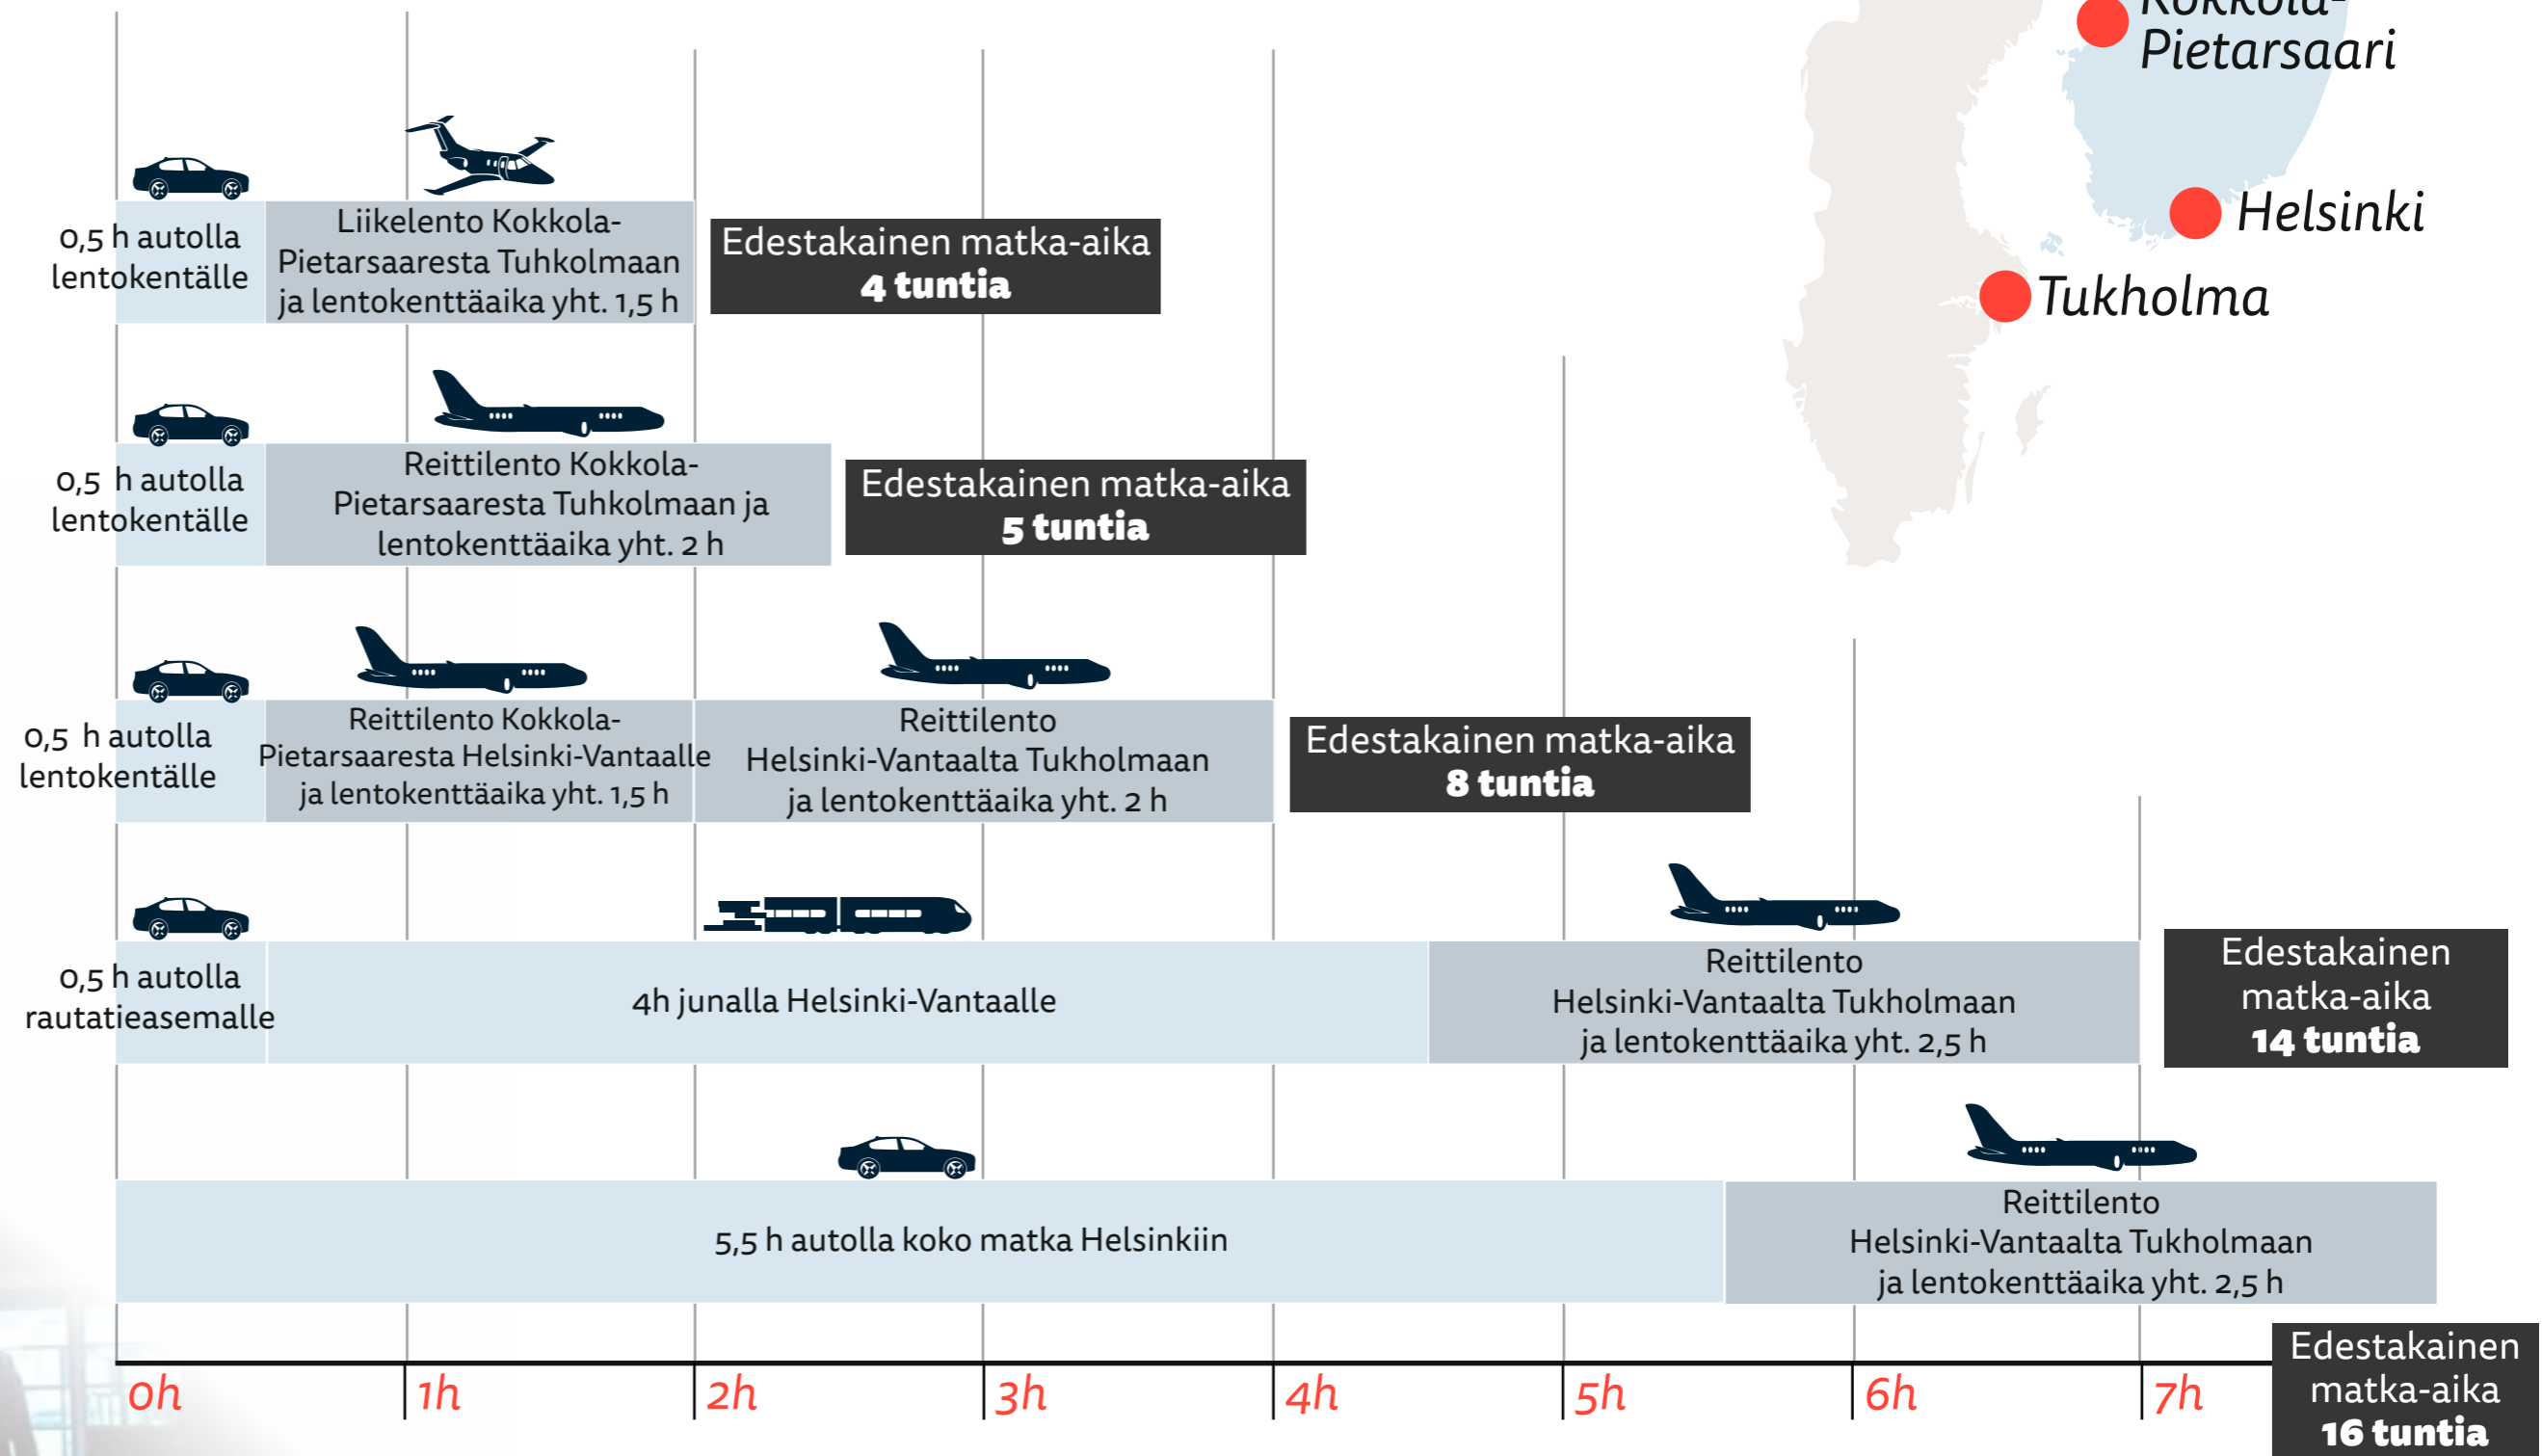 Kokkola-
Pietarsaari
Helsinki
Tukholma
0,5 h autolla
lentokentälle
Liikelento Kokkola-
Pietarsaaresta Tuhkolmaan
ja lentokenttäaika yht. 1,5 h
Edestakainen matka-aika
4 tuntia
0,5 h autolla
lentokentälle
Reittilento Kokkola-
Pietarsaaresta Tuhkolmaan ja
lentokenttäaika yht. 2 h
Edestakainen matka-aika
5 tuntia
0,5 h autolla
lentokentälle
Reittilento Kokkola-
Pietarsaaresta Helsinki-Vantaalle
ja lentokenttäaika yht. 1,5 h
Reittilento
Helsinki-Vantaalta Tukholmaan
ja lentokenttäaika yht. 2 h
Edestakainen matka-aika
8 tuntia
0,5 h autolla
rautatieasemalle
4h junalla Helsinki-Vantaalle
Reittilento
Helsinki-Vantaalta Tukholmaan
ja lentokenttäaika yht. 2,5 h
Edestakainen
matka-aika
14 tuntia
5,5 h autolla koko matka Helsinkiin
Reittilento
Helsinki-Vantaalta Tukholmaan
ja lentokenttäaika yht. 2,5 h
Edestakainen
matka-aika
16 tuntia
0h 1h 2h 3h 4h 5h 6h 7h